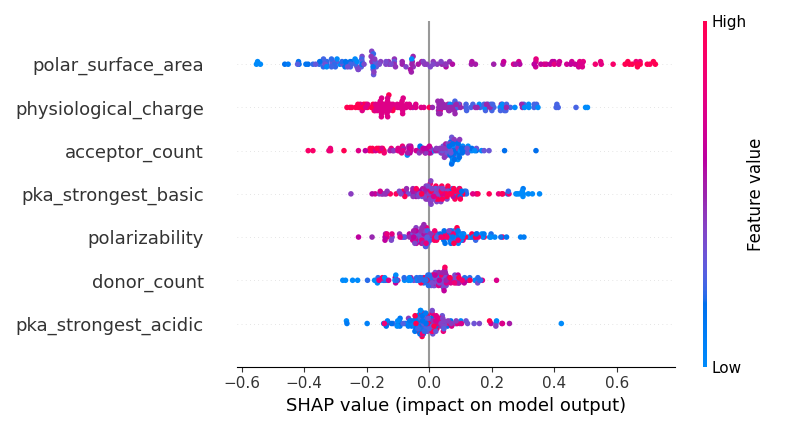 High
polar_surface_area
physiological_charge
acceptor_count
pka_strongest_basic
polarizability
donor_count
pka_strongest_acidic
Feature value
Low
−0.6 −0.4 −0.2 0.0 0.2 0.4 0.6
SHAP value (impact on model output)